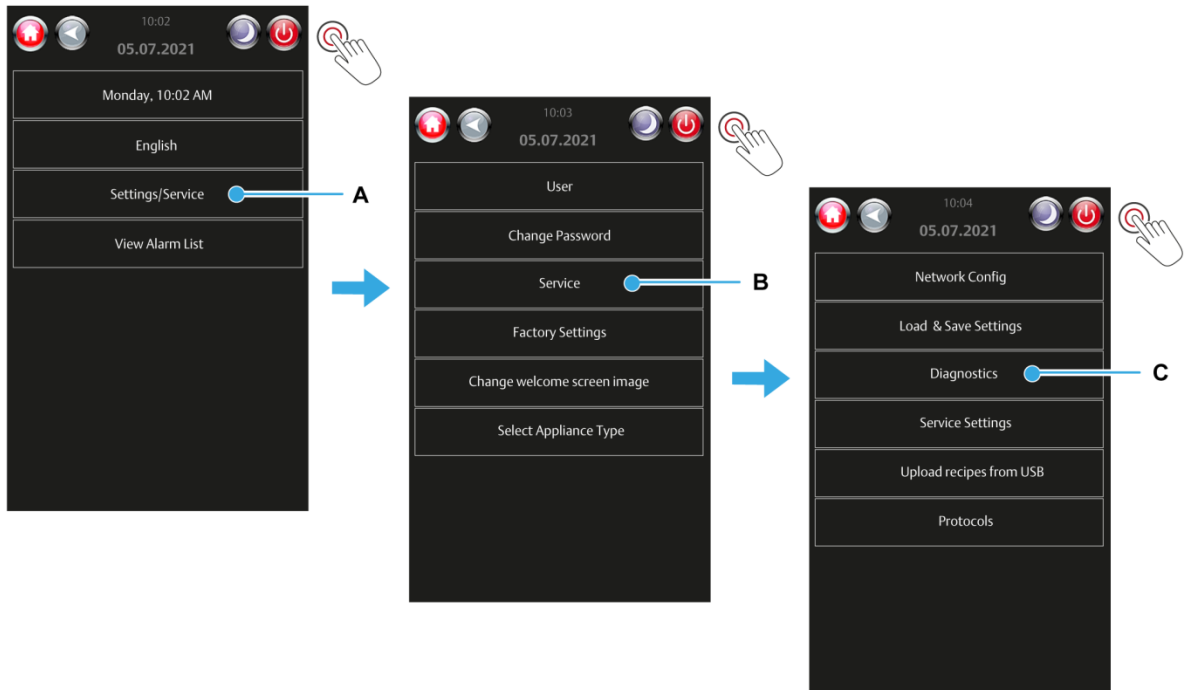 10:02
05.07.2021
Monday, 10:02 AM
English
Settings/Service
A
View Alarm List
10:03
05.07.2021
User
Change Password
Service
B
Factory Settings
Change welcome screen image
Select Appliance Type
10:04
05.07.2021
Network Config
Load & Save Settings
Diagnostics
C
Service Settings
Upload recipes from USB
Protocols